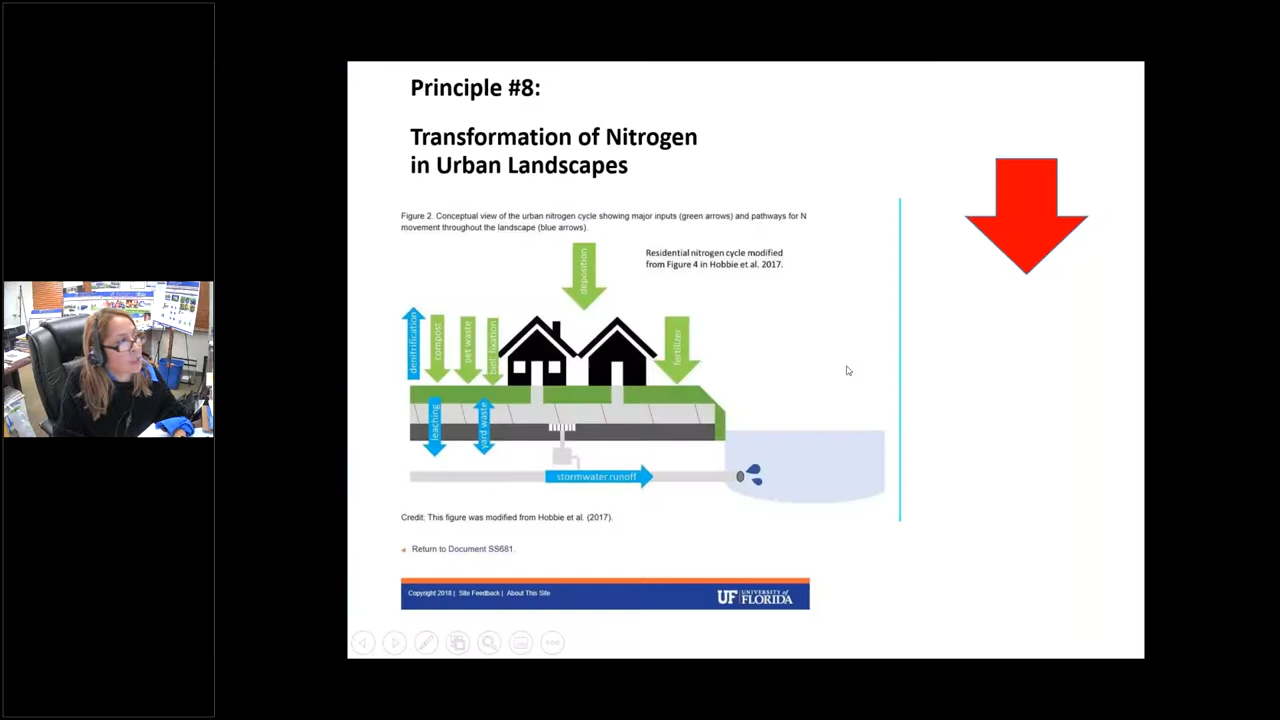 Principle #8:
Transformation of Nitrogen
in Urban Landscapes
Figure 2. Conceptual view of the urban nitrogen cycle showing major inputs (green arrows) and pathways for N
movement throughout the landscape (blue arrows).
Residential nitrogen cycle modified
from Figure 4 in Hobbie et al. 2017.
deposition
denitrification
compost
pet waste
biol. fixation
fertilizer
leaching
yard waste
stormwater runoff
Credit: This figure was modified from Hobbie et al. (2017).
Return to Document SS681.
Copyright 2018 | Site Feedback | About This Site
UF UNIVERSITY of
FLORIDA